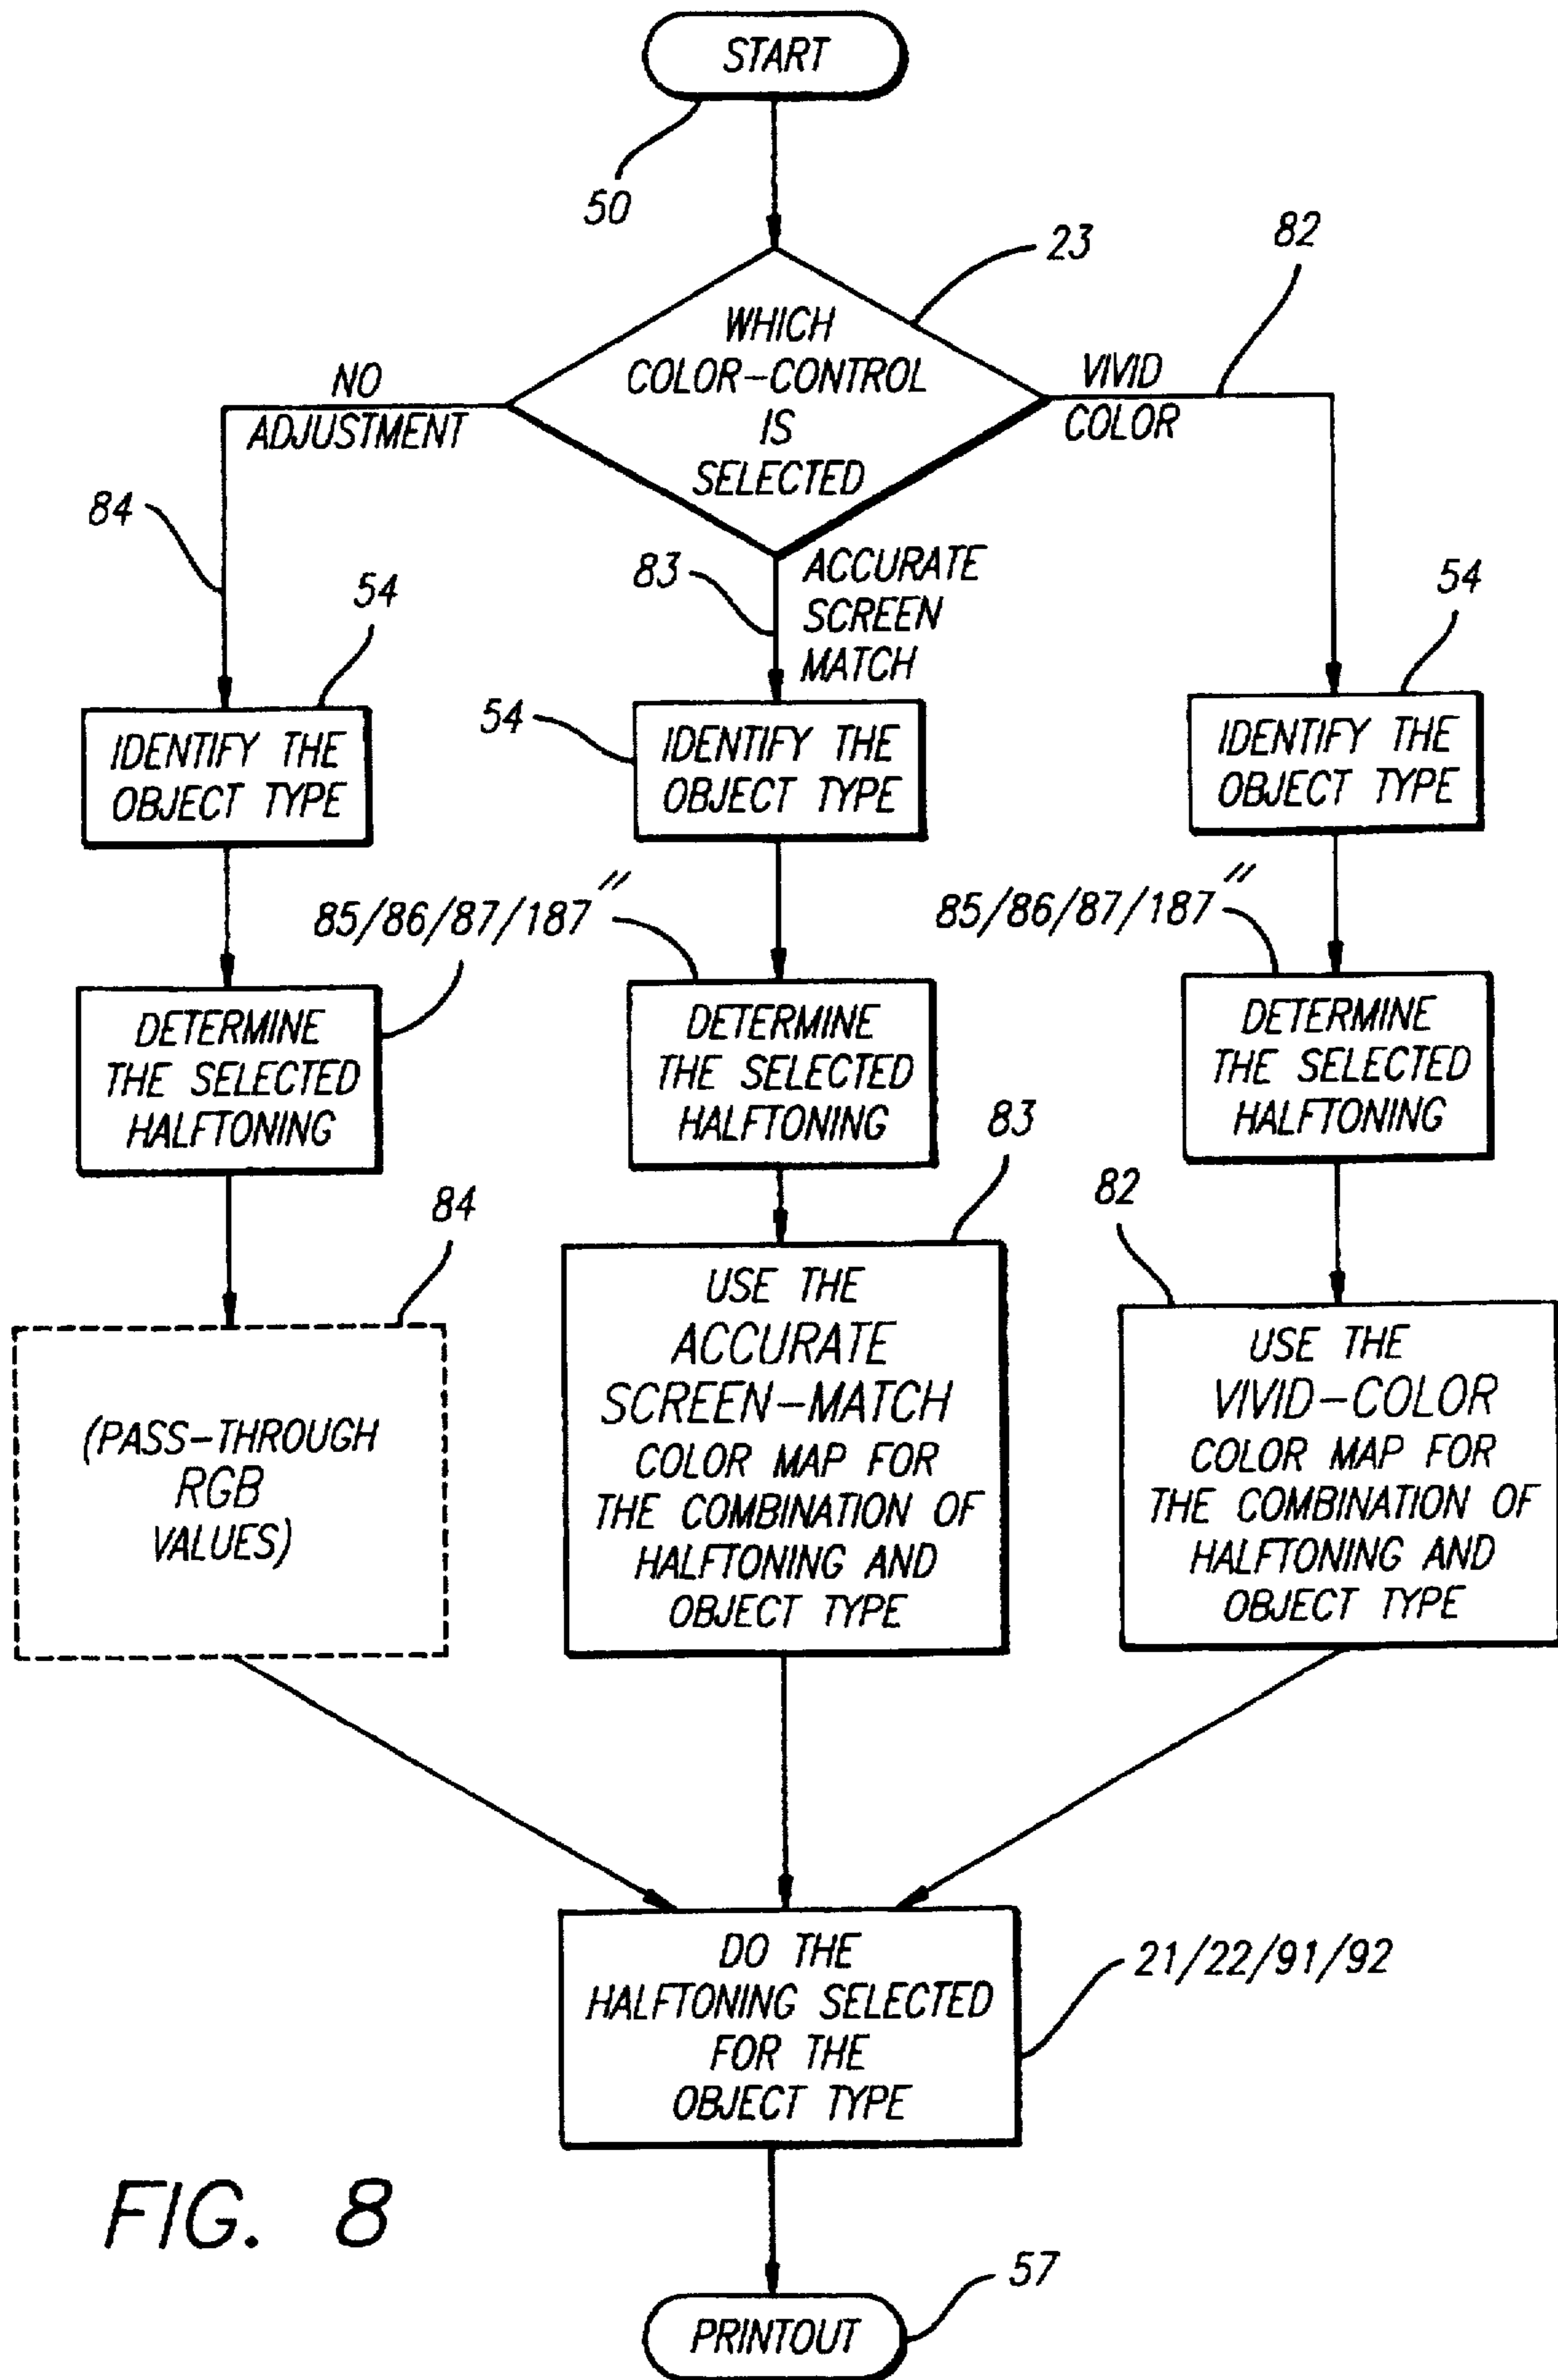 START
50
23
82
WHICH
COLOR-CONTROL
IS
SELECTED
NO
ADJUSTMENT
VIVID
COLOR
84
83
ACCURATE
SCREEN
MATCH
54
54
54
IDENTIFY THE
OBJECT TYPE
IDENTIFY THE
OBJECT TYPE
IDENTIFY THE
OBJECT TYPE
85/86/87/187"
85/86/87/187"
DETERMINE
THE SELECTED
HALFTONING
DETERMINE
THE SELECTED
HALFTONING
DETERMINE
THE SELECTED
HALFTONING
84
83
82
(PASS-THROUGH
RGB
VALUES)
USE THE
ACCURATE
SCREEN-MATCH
COLOR MAP FOR
THE COMBINATION OF
HALFTONING AND
OBJECT TYPE
USE THE
VIVID-COLOR
COLOR MAP FOR
THE COMBINATION OF
HALFTONING AND
OBJECT TYPE
DO THE
HALFTONING SELECTED
FOR THE
OBJECT TYPE
21/22/91/92
FIG. 8
57
PRINTOUT